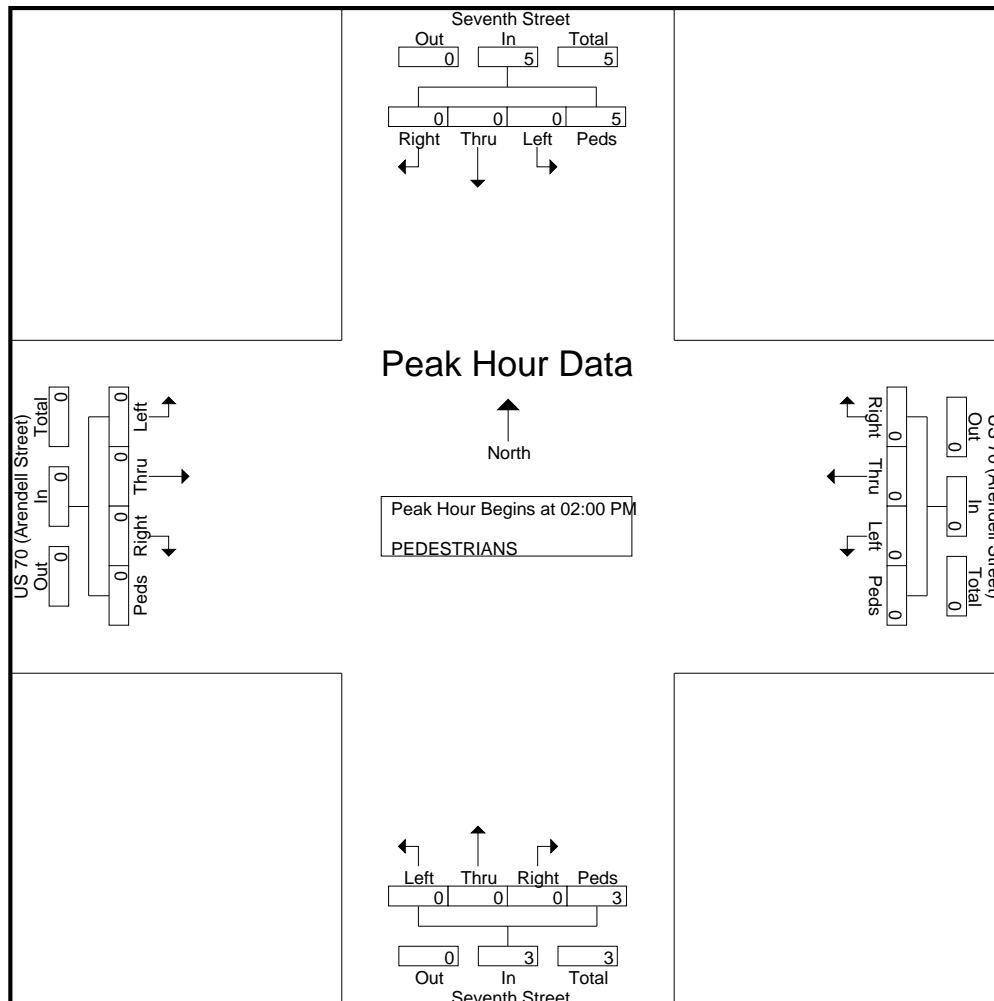 Seventh Street
Out In Total
0 5 5
0 0 0 5
Right Thru Left Peds
Peak Hour Data
North
Peak Hour Begins at 02:00 PM
PEDESTRIANS
US 70 (Arendell Street)
Out In Total
0 0 0
Left Thru Right Peds
0 0 0 0
US 70 (Arendell Street)
Out In Total
0 0 0
Right Thru Left Peds
0 0 0 0
Left Thru Right Peds
0 0 0 3
0 3 3
Out In Total
Seventh Street